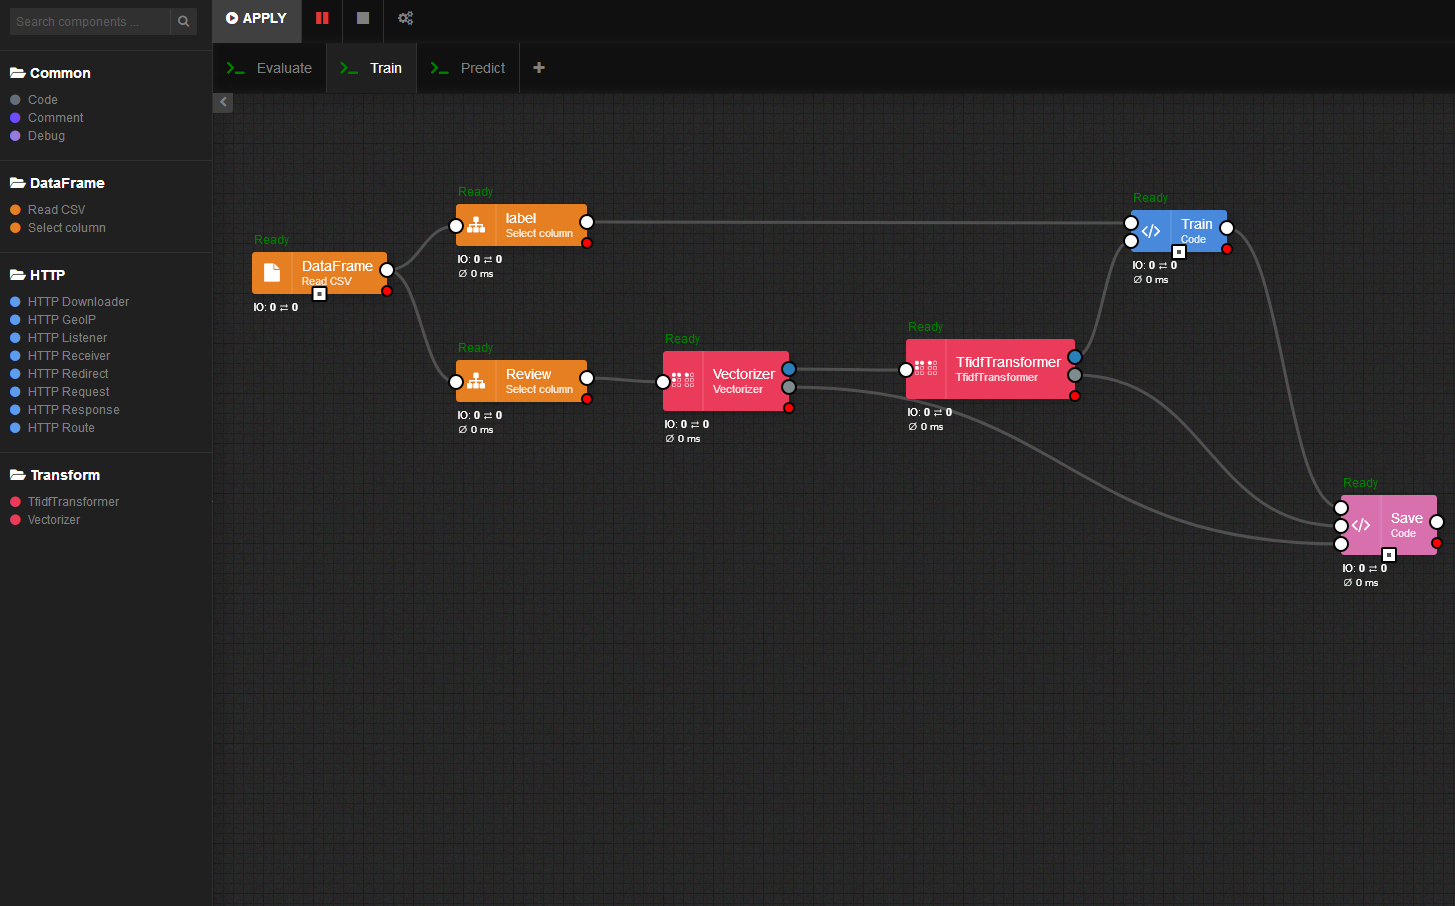 Search components ...
APPLY
Evaluate
Train
Predict
Common
Code
Comment
Debug
DataFrame
Read CSV
Select column
HTTP
HTTP Downloader
HTTP GeoIP
HTTP Listener
HTTP Receiver
HTTP Redirect
HTTP Request
HTTP Response
HTTP Route
Transform
TfidfTransformer
Vectorizer
Ready
DataFrame
Read CSV
IO: 0 ⇄ 0
Ready
label
Select column
IO: 0 ⇄ 0
Ø 0 ms
Ready
Review
Select column
IO: 0 ⇄ 0
Ø 0 ms
Ready
Vectorizer
Vectorizer
IO: 0 ⇄ 0
Ø 0 ms
Ready
TfidfTransformer
TfidfTransformer
IO: 0 ⇄ 0
Ø 0 ms
Ready
Train
Code
IO: 0 ⇄ 0
Ø 0 ms
Ready
Save
Code
IO: 0 ⇄ 0
Ø 0 ms